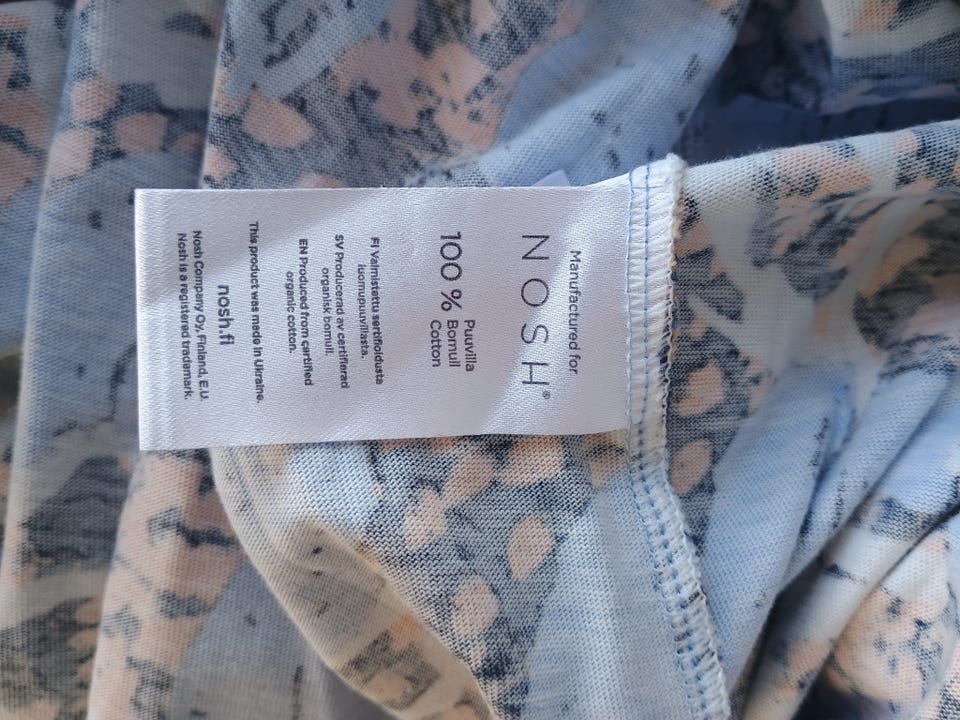 Manufactured for
NOSH®
100 %
Puuvilla
Bomull
Cotton
FI Valmistettu sertifioidusta
luomupuuvillasta.
SV Producerad av certifierad
organisk bomull.
EN Produced from certified
organic cotton.
This product was made in Ukraine.
nosh.fi
Nosh Company Oy, Finland, E.U.
Nosh is a registered trademark.